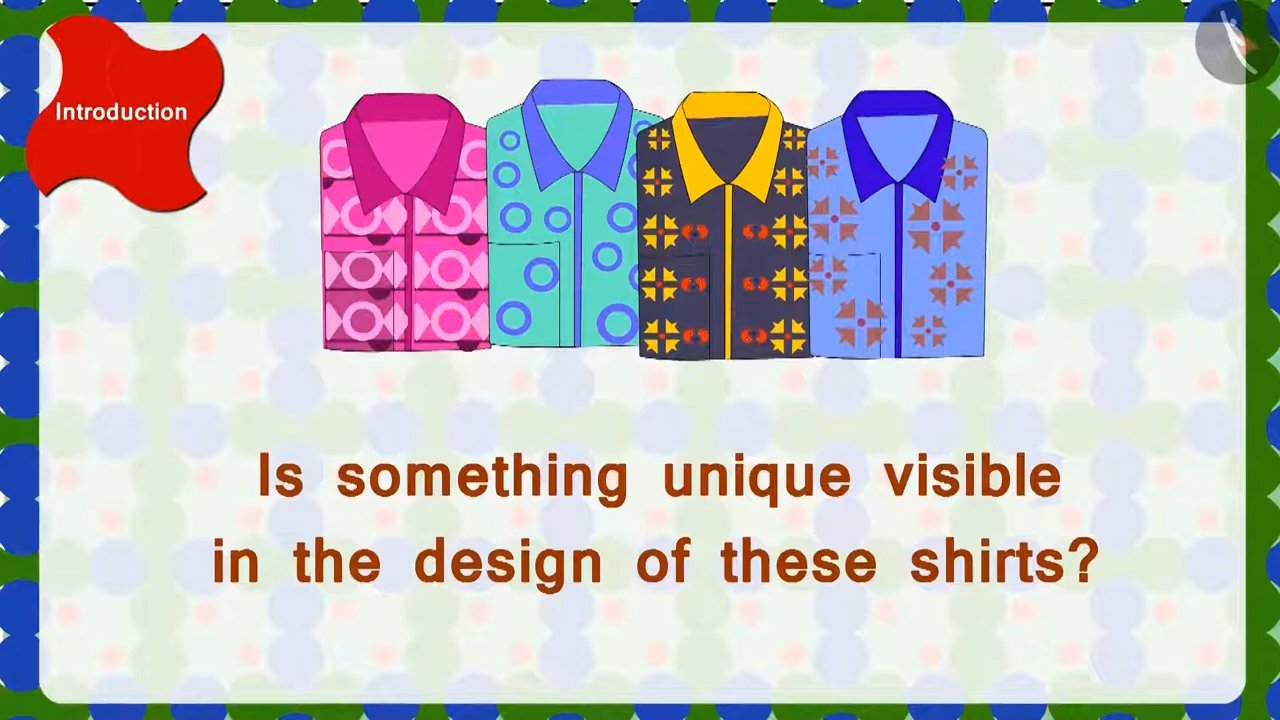 Introduction
Is something unique visible
in the design of these shirts?